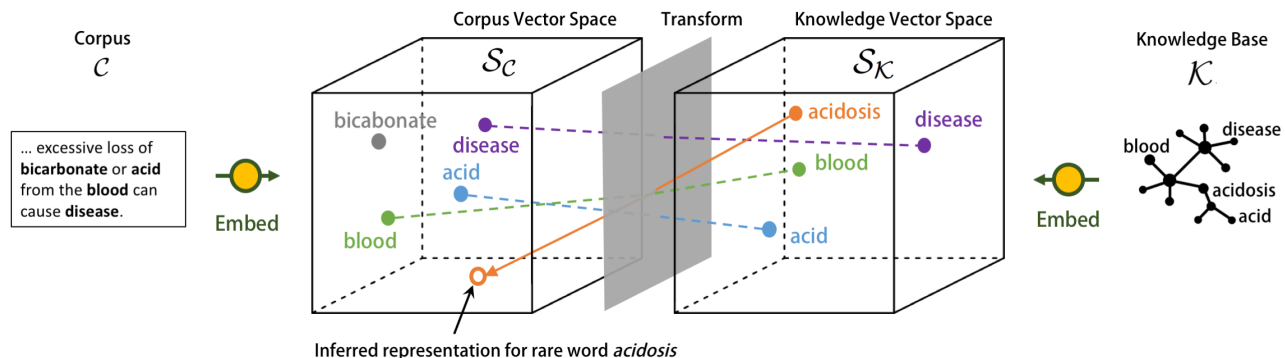 Corpus
C
... excessive loss of
bicarbonate or acid
from the blood can
cause disease.
Embed
Corpus Vector Space
Transform
Knowledge Vector Space
S_C
S_K
bicabonate
disease
acid
blood
acidosis
disease
blood
acid
Inferred representation for rare word acidosis
Embed
Knowledge Base
K
disease
blood
acidosis
acid